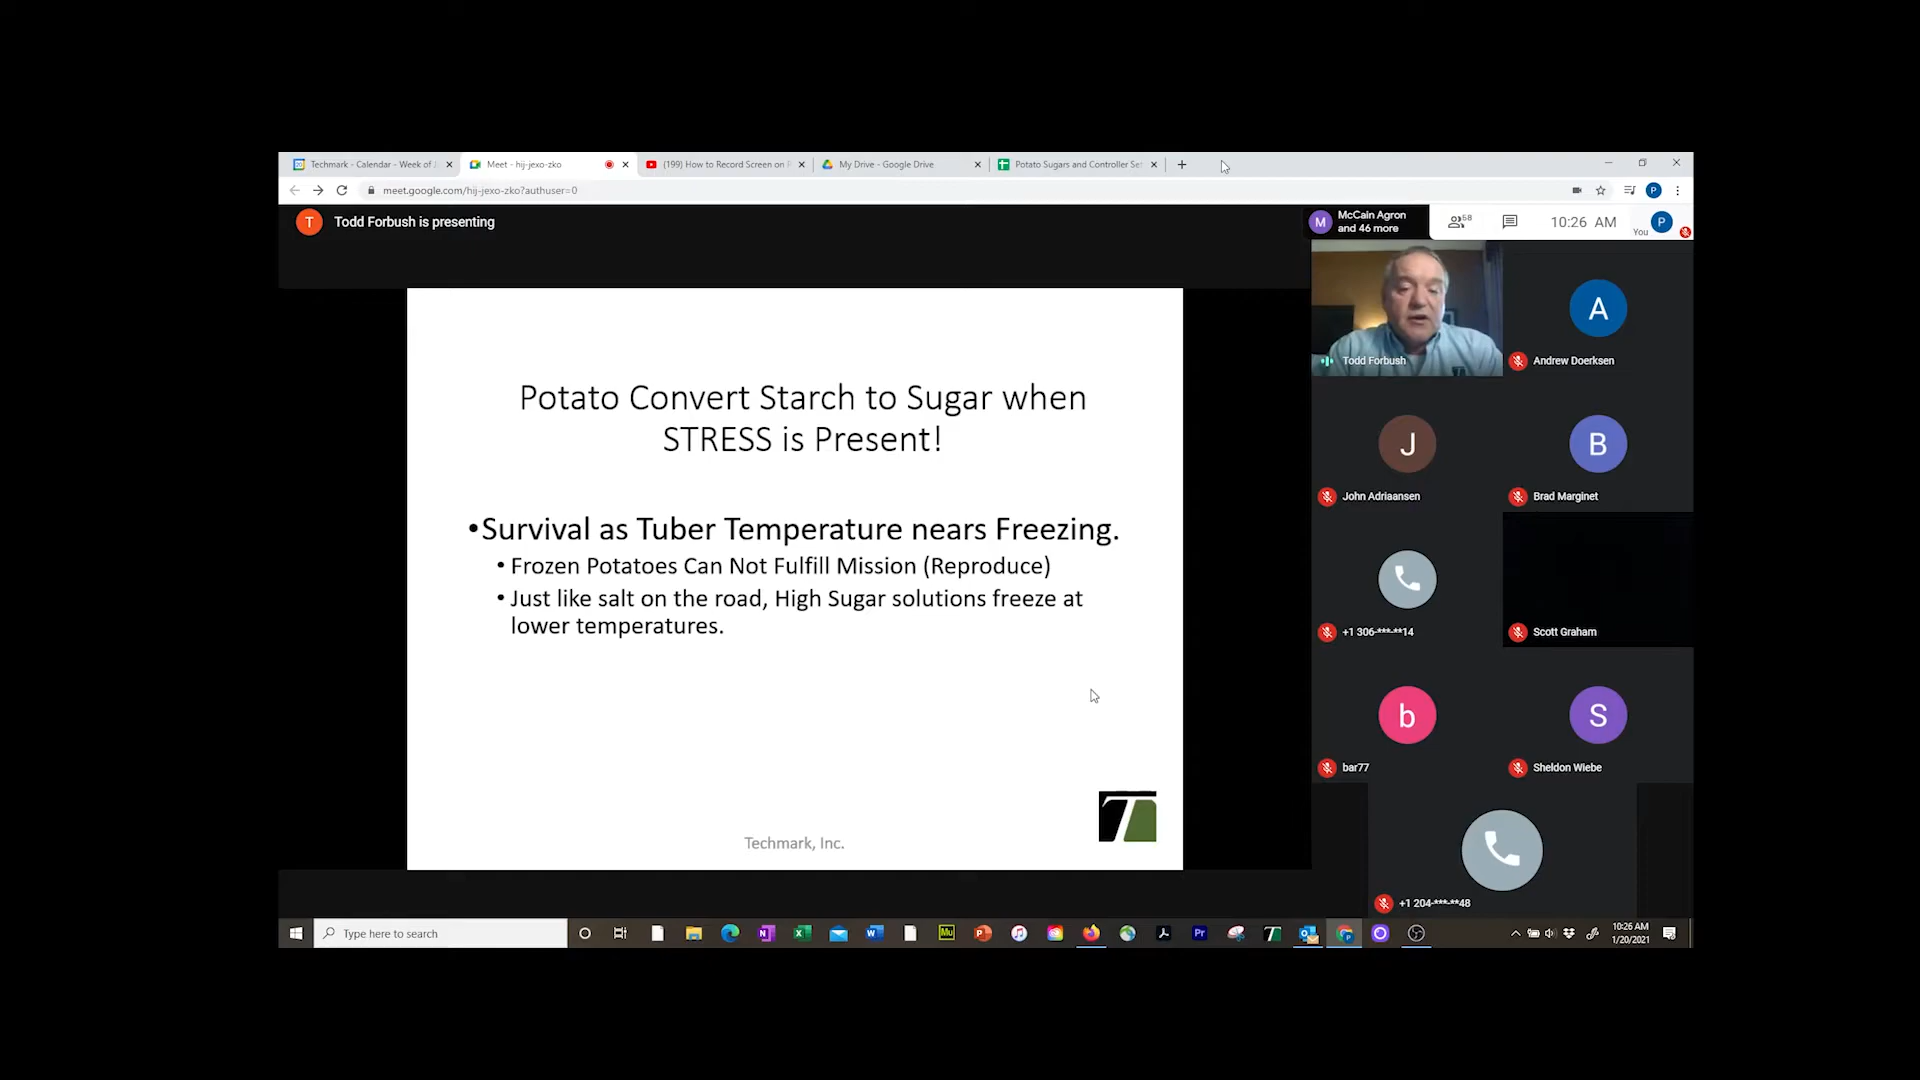 Techmark - Calendar - Week of J
Meet - hij-jexo-zko
(199) How to Record Screen on P
My Drive - Google Drive
Potato Sugars and Controller Set
meet.google.com/hij-jexo-zko?authuser=0
P
T
Todd Forbush is presenting
M
McCain Agron
and 46 more
58
10:26 AM
You
P
Potato Convert Starch to Sugar when
STRESS is Present!
•Survival as Tuber Temperature nears Freezing.
• Frozen Potatoes Can Not Fulfill Mission (Reproduce)
• Just like salt on the road, High Sugar solutions freeze at
lower temperatures.
Techmark, Inc.
T
Todd Forbush
A
Andrew Doerksen
J
John Adriaansen
B
Brad Marginet
+1 306-***-**14
Scott Graham
b
bar77
S
Sheldon Wiebe
+1 204-***-**48
Type here to search
Mu
Pr
10:26 AM
1/20/2021